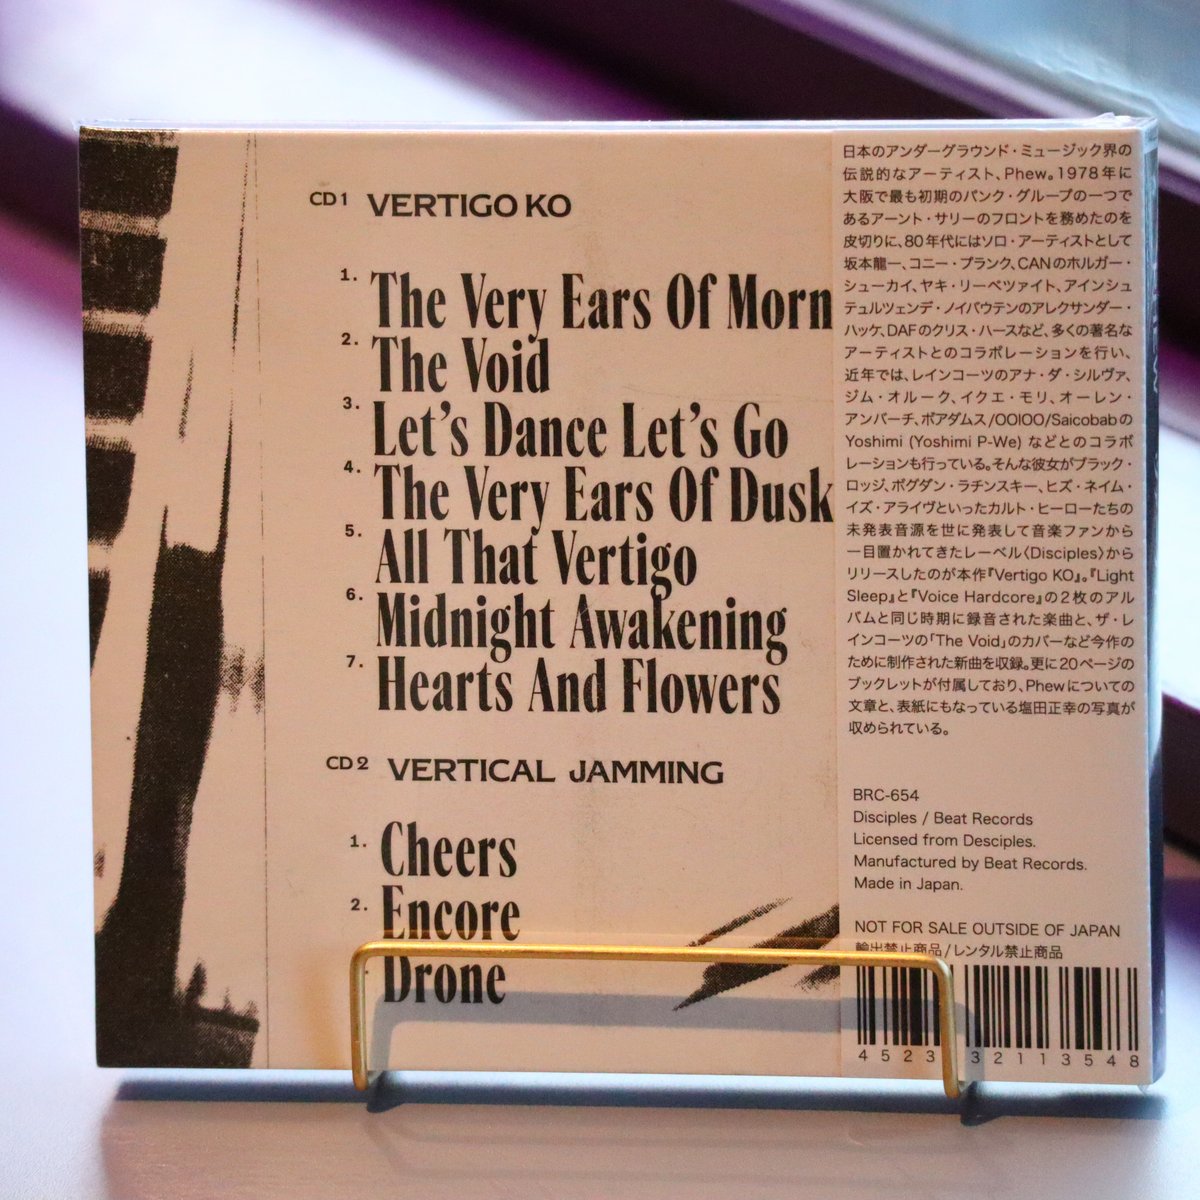 CD 1 VERTIGO KO
1. The Very Ears Of Morn
2. The Void
3. Let's Dance Let's Go
4. The Very Ears Of Dusk
5. All That Vertigo
6. Midnight Awakening
7. Hearts And Flowers
CD 2 VERTICAL JAMMING
1. Cheers
2. Encore
Drone
日本のアンダーグラウンド・ミュージック界の
伝説的なアーティスト、Phew。1978年に
大阪で最も初期のパンク・グループの一つで
あるアーント・サリーのフロントを務めたのを
皮切りに、80年代にはソロ・アーティストとして
坂本龍一、コニー・プランク、CANのホルガー・
シューカイ、ヤキ・リーベツァイト、アインシュ
テュルツェンデ・ノイバウテンのアレクサンダー・
ハッケ、DAFのクリス・ハースなど、多くの著名な
アーティストとのコラボレーションを行い、
近年では、レインコーツのアナ・ダ・シルヴァ、
ジム・オルーク、イクエ・モリ、オーレン・
アンバーチ、ボアダムス/OOIOO/Saicobabの
Yoshimi (Yoshimi P-We) などとのコラボ
レーションも行っている。そんな彼女がブラック・
ロッジ、ボグダン・ラチンスキー、ヒズ・ネイム・
イズ・アライヴといったカルト・ヒーローたちの
未発表音源を世に発表して音楽ファンから
一目置かれてきたレーベル〈Disciples〉から
リリースしたのが本作『Vertigo KO』。『Light
Sleep』と『Voice Hardcore』の2枚のアル
バムと同じ時期に録音された楽曲と、ザ・レ
インコーツの「The Void」のカバーなど今作の
ために制作された新曲を収録。更に20ページの
ブックレットが付属しており、Phewについての
文章と、表紙にもなっている塩田正幸の写真が
収められている。
BRC-654
Disciples / Beat Records
Licensed from Desciples.
Manufactured by Beat Records.
Made in Japan.
NOT FOR SALE OUTSIDE OF JAPAN
輸出禁止商品/レンタル禁止商品
4 523 32113548